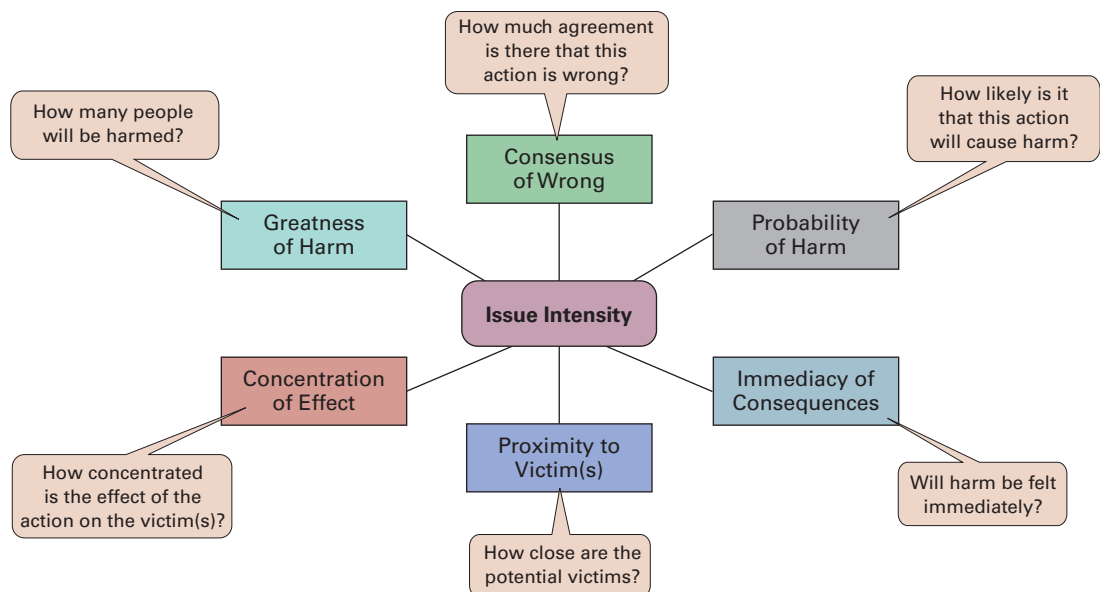 How much agreement
is there that this
action is wrong?
How many people
will be harmed?
How likely is it
that this action
will cause harm?
Consensus
of Wrong
Greatness
of Harm
Probability
of Harm
Issue Intensity
Concentration
of Effect
Immediacy of
Consequences
Proximity to
Victim(s)
How concentrated
is the effect of the
action on the victim(s)?
Will harm be felt
immediately?
How close are the
potential victims?